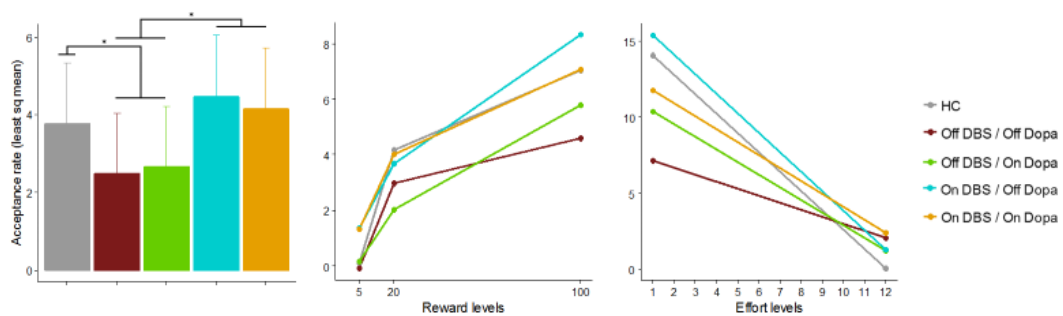 Acceptance rate (least sq mean)
6
4
2
0
*
*
8
6
4
2
0
5
20
100
Reward levels
15
10
5
0
1 2 3 4 5 6 7 8 9 10 11 12
Effort levels
HC
Off DBS / Off Dopa
Off DBS / On Dopa
On DBS / Off Dopa
On DBS / On Dopa